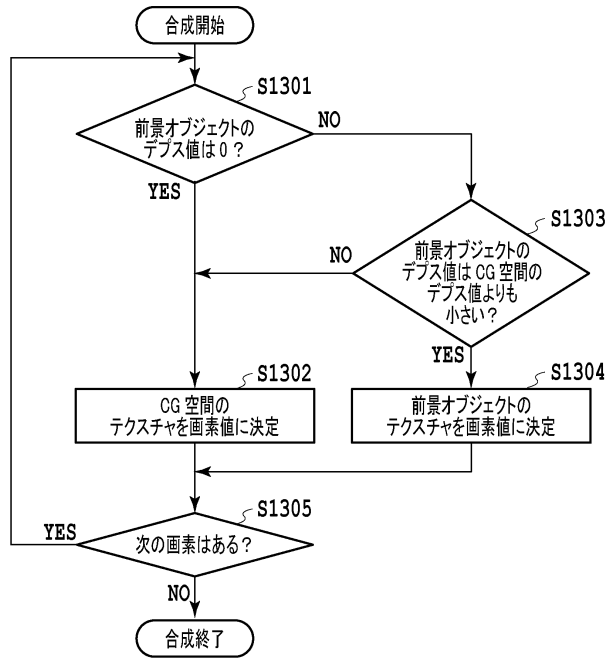 合成開始
S1301
前景オブジェクトの
デプス値は0？
NO
YES
S1303
前景オブジェクトの
デプス値はCG空間の
デプス値よりも
小さい？
NO
YES
S1302
CG空間の
テクスチャを画素値に決定
S1304
前景オブジェクトの
テクスチャを画素値に決定
S1305
次の画素はある？
YES
NO
合成終了